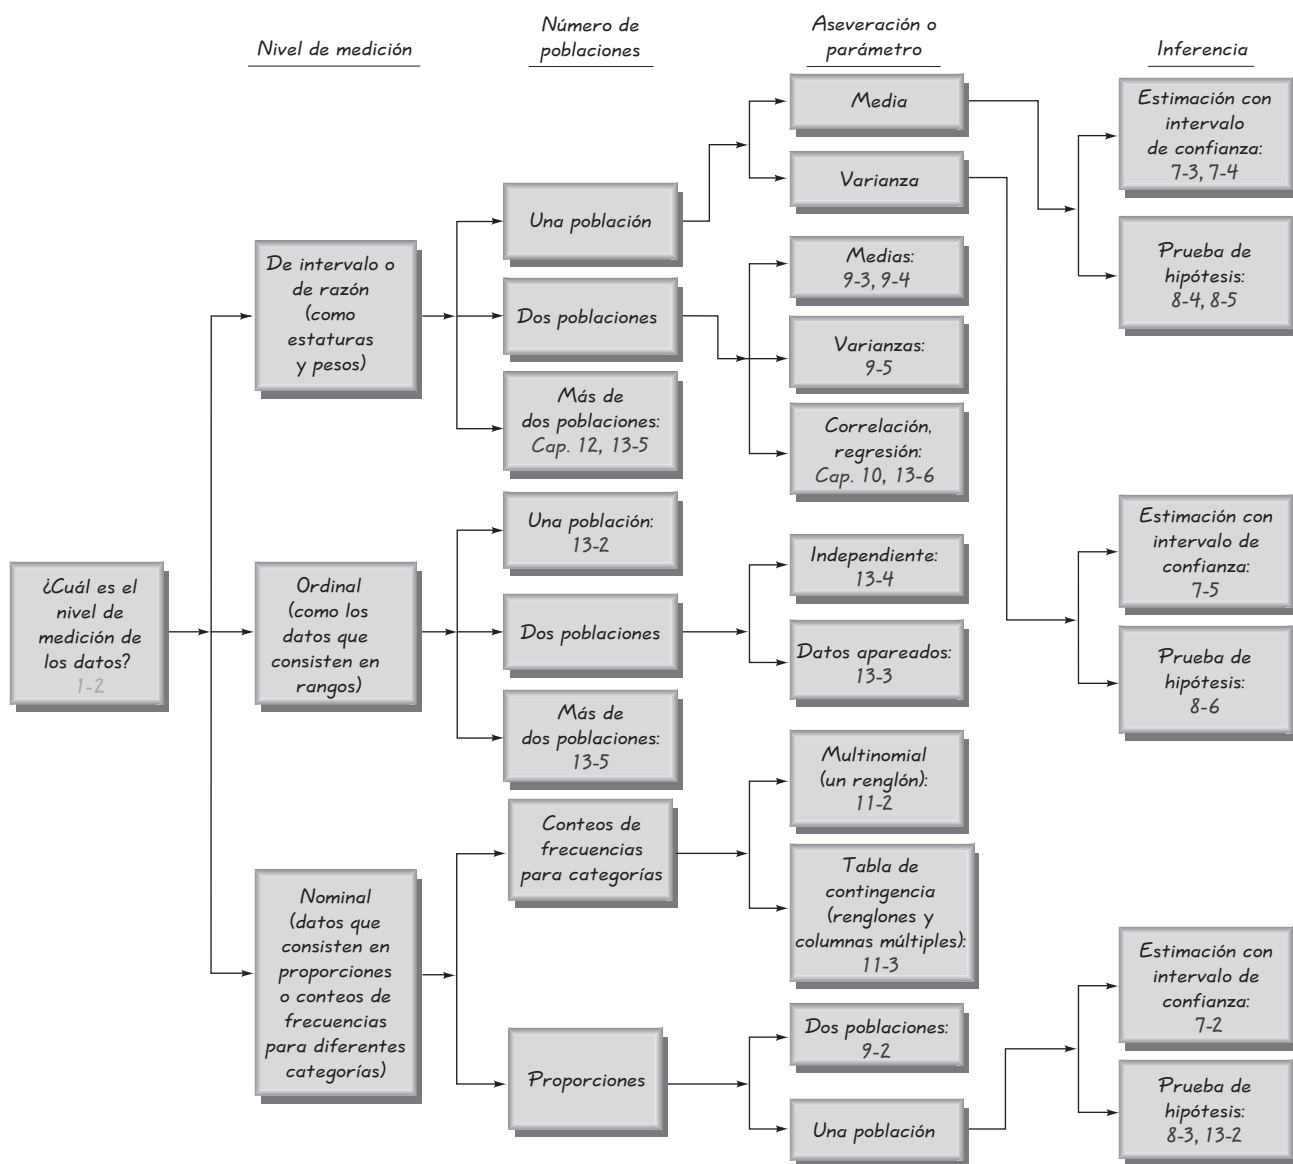 Nivel de medición
Número de
poblaciones
Aseveración o
parámetro
Inferencia
¿Cuál es el
nivel de
medición de
los datos?
1-2
De intervalo o
de razón
(como
estaturas
y pesos)
Ordinal
(como los
datos que
consisten en
rangos)
Nominal
(datos que
consisten en
proporciones
o conteos de
frecuencias
para diferentes
categorías)
Una población
Dos poblaciones
Más de
dos poblaciones:
Cap. 12, 13-5
Una población:
13-2
Dos poblaciones
Más de
dos poblaciones:
13-5
Conteos de
frecuencias
para categorías
Proporciones
Media
Varianza
Medias:
9-3, 9-4
Varianzas:
9-5
Correlación,
regresión:
Cap. 10, 13-6
Independiente:
13-4
Datos apareados:
13-3
Multinomial
(un renglón):
11-2
Tabla de
contingencia
(renglones y
columnas múltiples):
11-3
Dos poblaciones:
9-2
Una población
Estimación con
intervalo
de confianza:
7-3, 7-4
Prueba de
hipótesis:
8-4, 8-5
Estimación con
intervalo de
confianza:
7-5
Prueba de
hipótesis:
8-6
Estimación con
intervalo de
confianza:
7-2
Prueba de
hipótesis:
8-3, 13-2